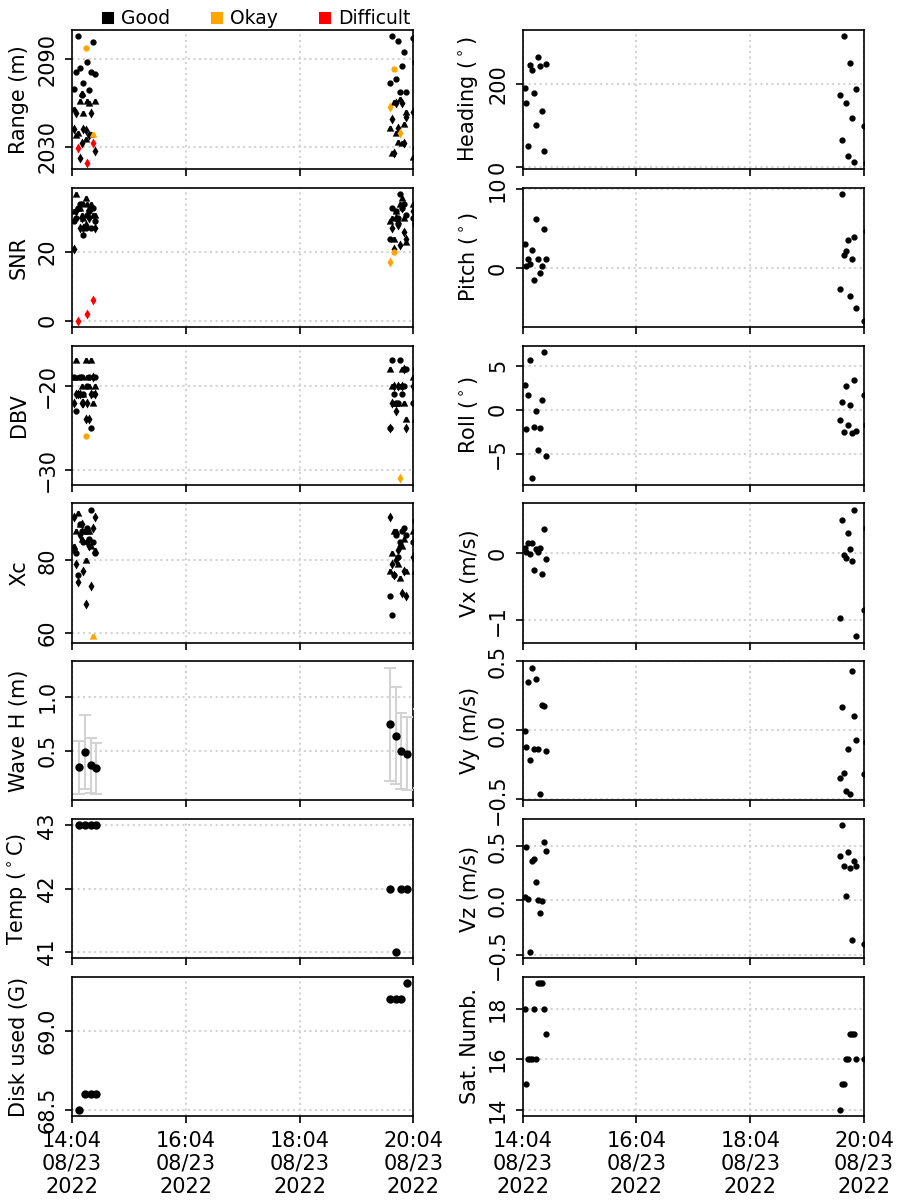 Good Okay Difficult
Range (m)
2090
2030
Heading (°)
200
0
SNR
20
0
Pitch (°)
10
0
DBV
−20
−30
Roll (°)
5
0
−5
Xc
80
60
Vx (m/s)
0
−1
Wave H (m)
1.0
0.5
Vy (m/s)
0.5
0.0
−0.5
Temp (°C)
43
42
41
Vz (m/s)
0.5
0.0
−0.5
Disk used (G)
69.0
68.5
Sat. Numb.
18
16
14
14:04 16:04 18:04 20:04
08/23 08/23 08/23 08/23
2022 2022 2022 2022
14:04 16:04 18:04 20:04
08/23 08/23 08/23 08/23
2022 2022 2022 2022